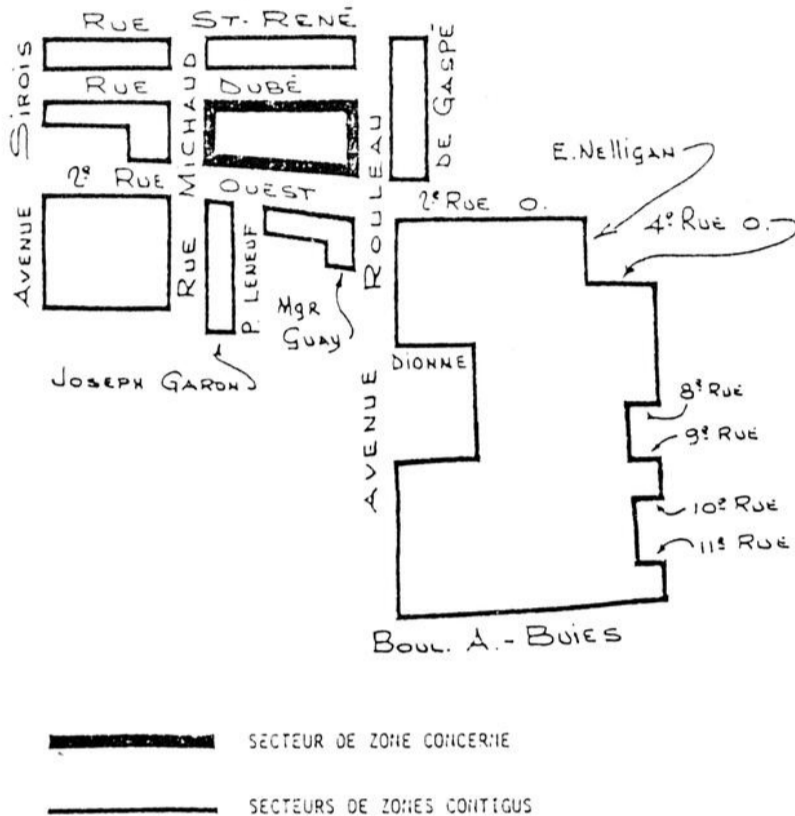 RUE ST. RENÉ
SIROIS
RUE
MICHAUD
DUBÉ
ROULEAU
DE GASPÉ
E. NELLIGAN
2e RUE
OUEST
2e RUE O.
4e RUE O.
AVENUE
RUE
P. LENEUF
MGR
GUAY
JOSEPH GARON
DIONNE
AVENUE
8e RUE
9e RUE
10e RUE
11e RUE
BOUL. A.-BUIES
SECTEUR DE ZONE CONCERNE
SECTEURS DE ZONES CONTIGUS